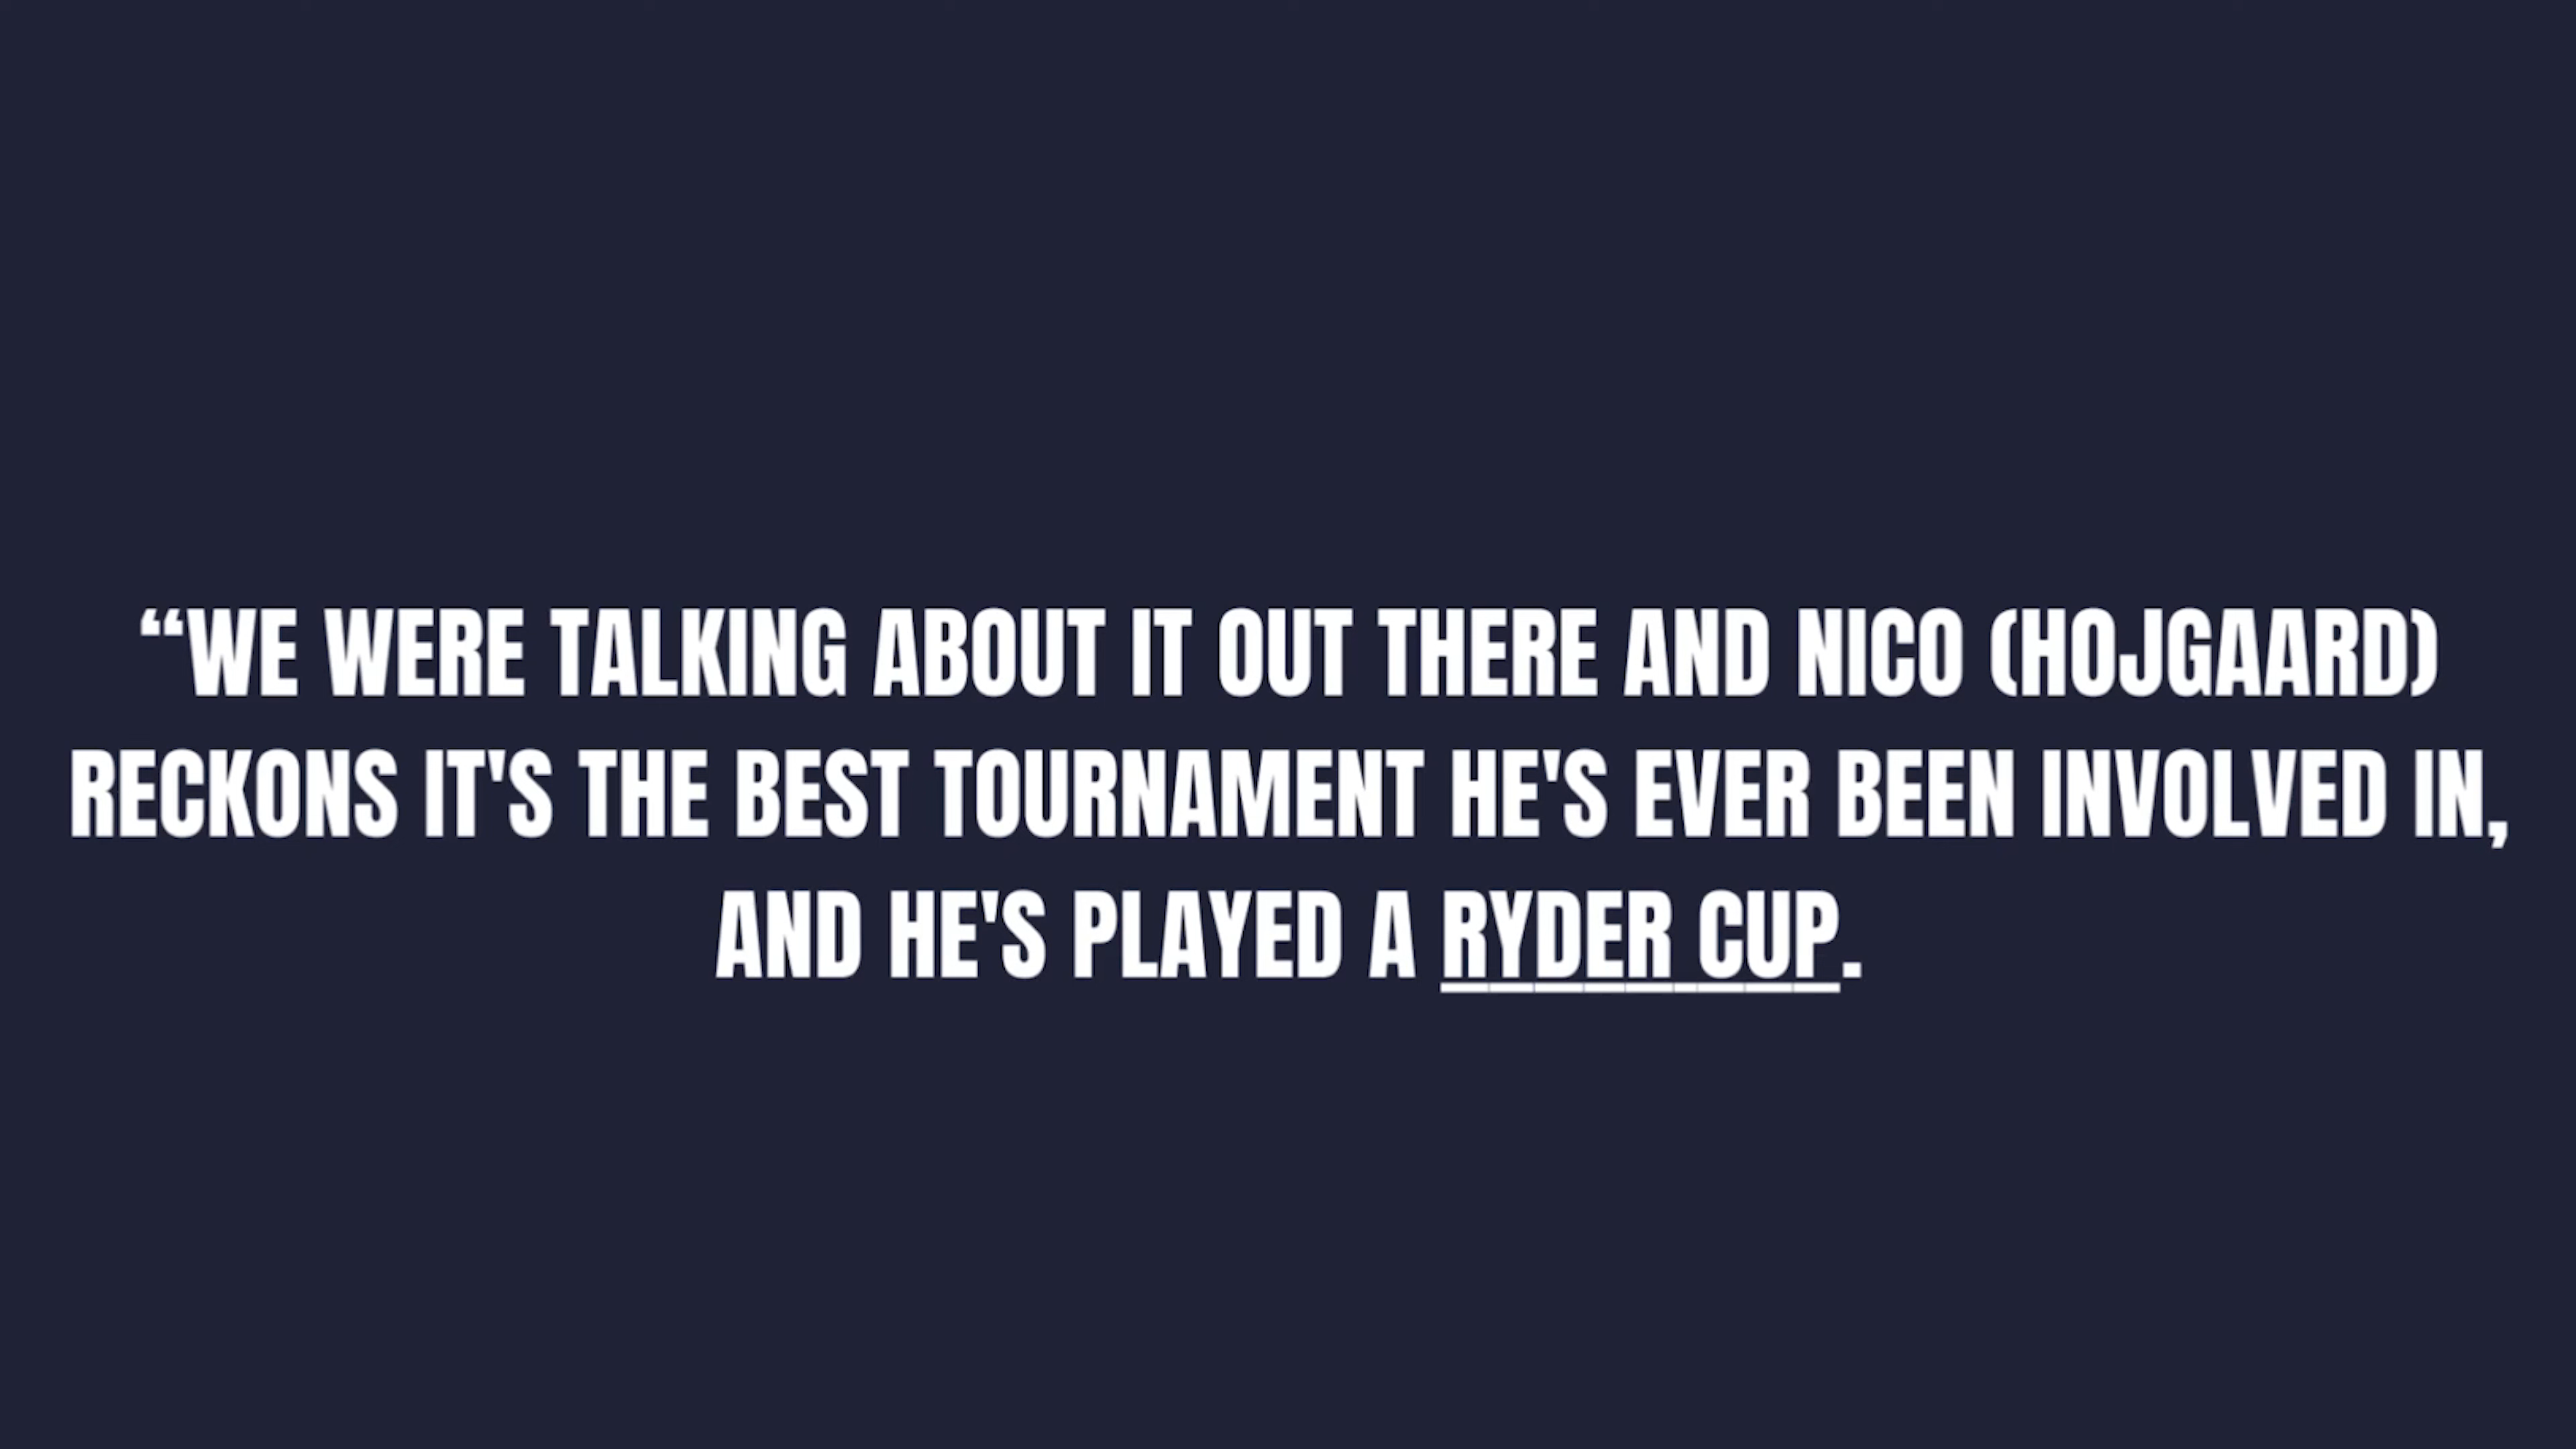 “WE WERE TALKING ABOUT IT OUT THERE AND NICO (HOJGAARD)
RECKONS IT'S THE BEST TOURNAMENT HE'S EVER BEEN INVOLVED IN,
AND HE'S PLAYED A RYDER CUP.